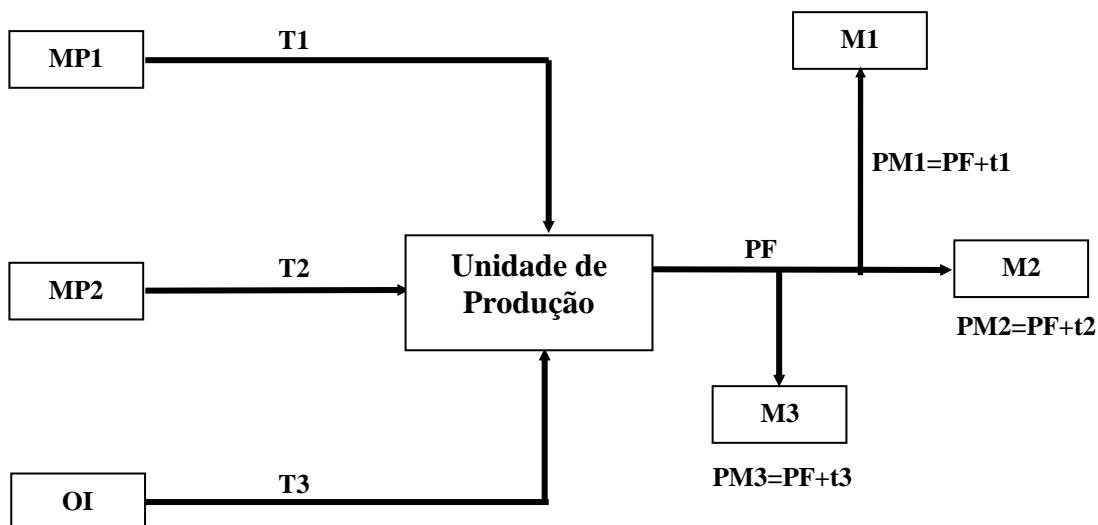 MP1
T1
M1
PM1=PF+t1
MP2
T2
Unidade de
Produção
PF
M2
PM2=PF+t2
M3
PM3=PF+t3
OI
T3